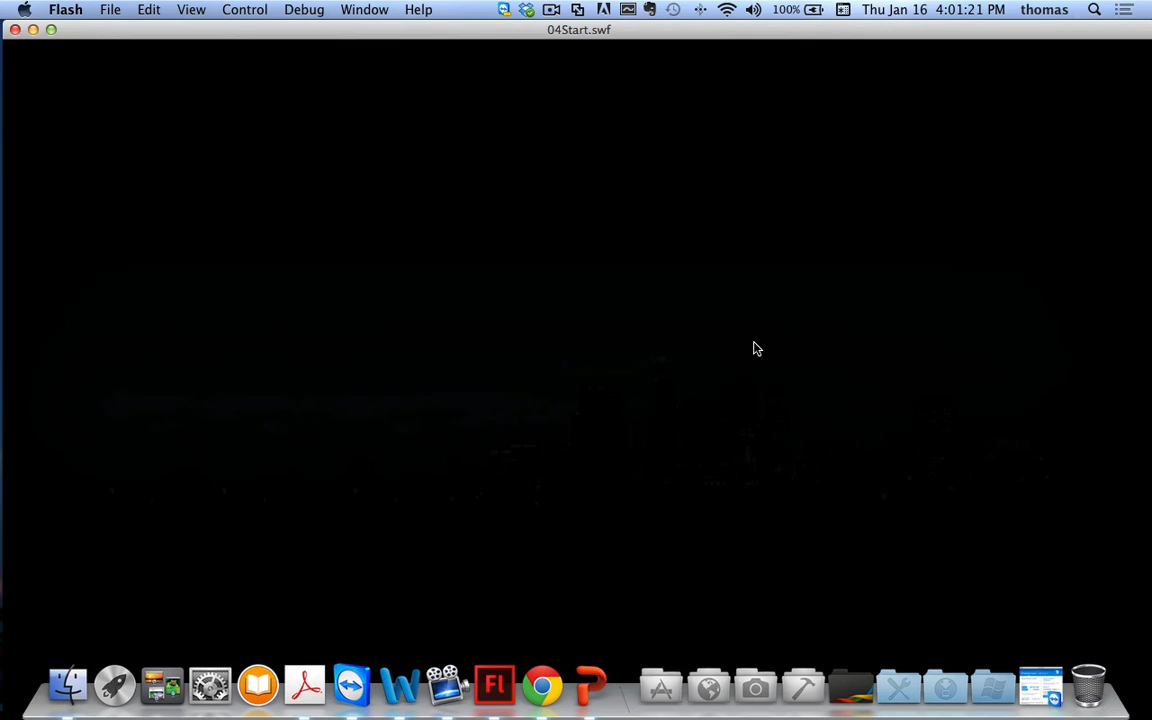 Flash File Edit View Control Debug Window Help 100% Thu Jan 16 4:01:21 PM thomas
04Start.swf
Fl